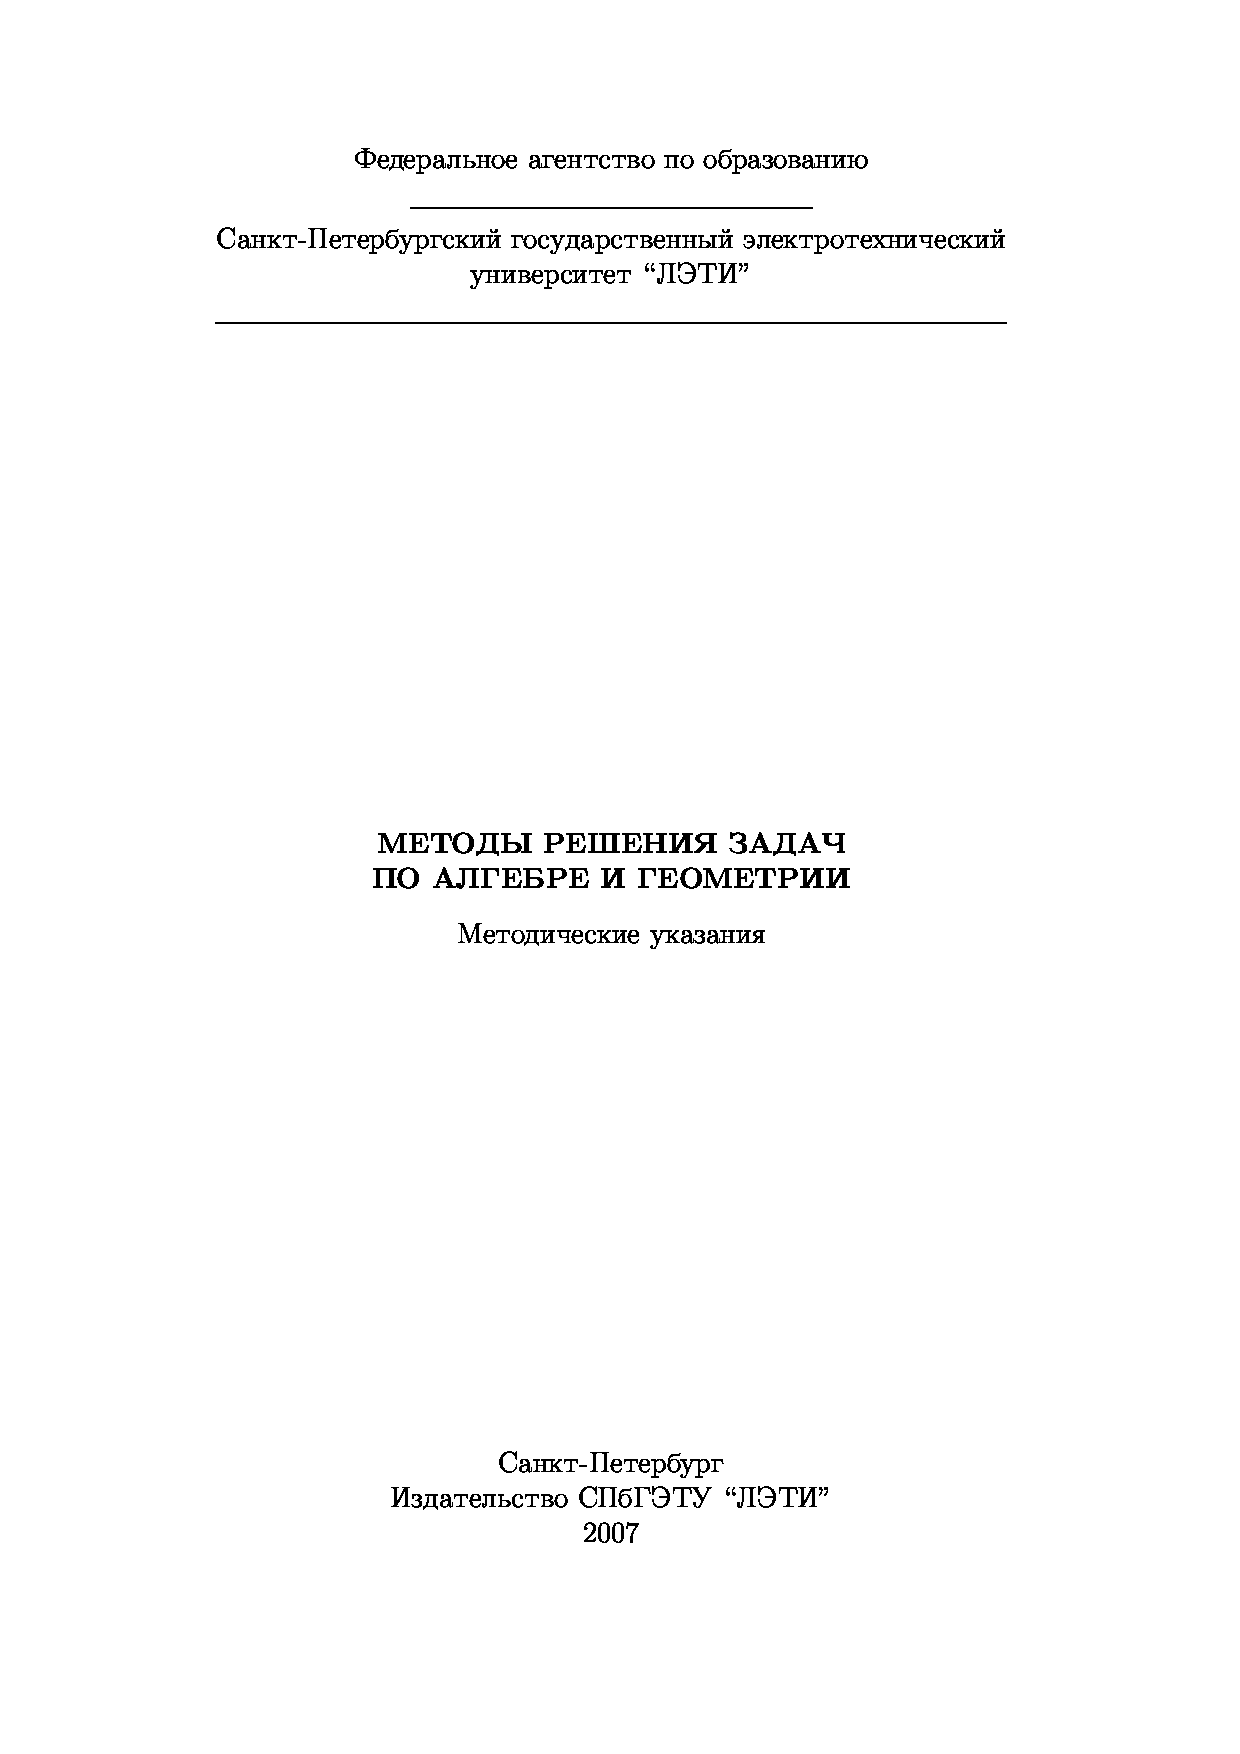 Федеральное агентство по образованию
Санкт-Петербургский государственный электротехнический
университет “ЛЭТИ”
МЕТОДЫ РЕШЕНИЯ ЗАДАЧ
ПО АЛГЕБРЕ И ГЕОМЕТРИИ
Методические указания
Санкт-Петербург
Издательство СПбГЭТУ “ЛЭТИ”
2007